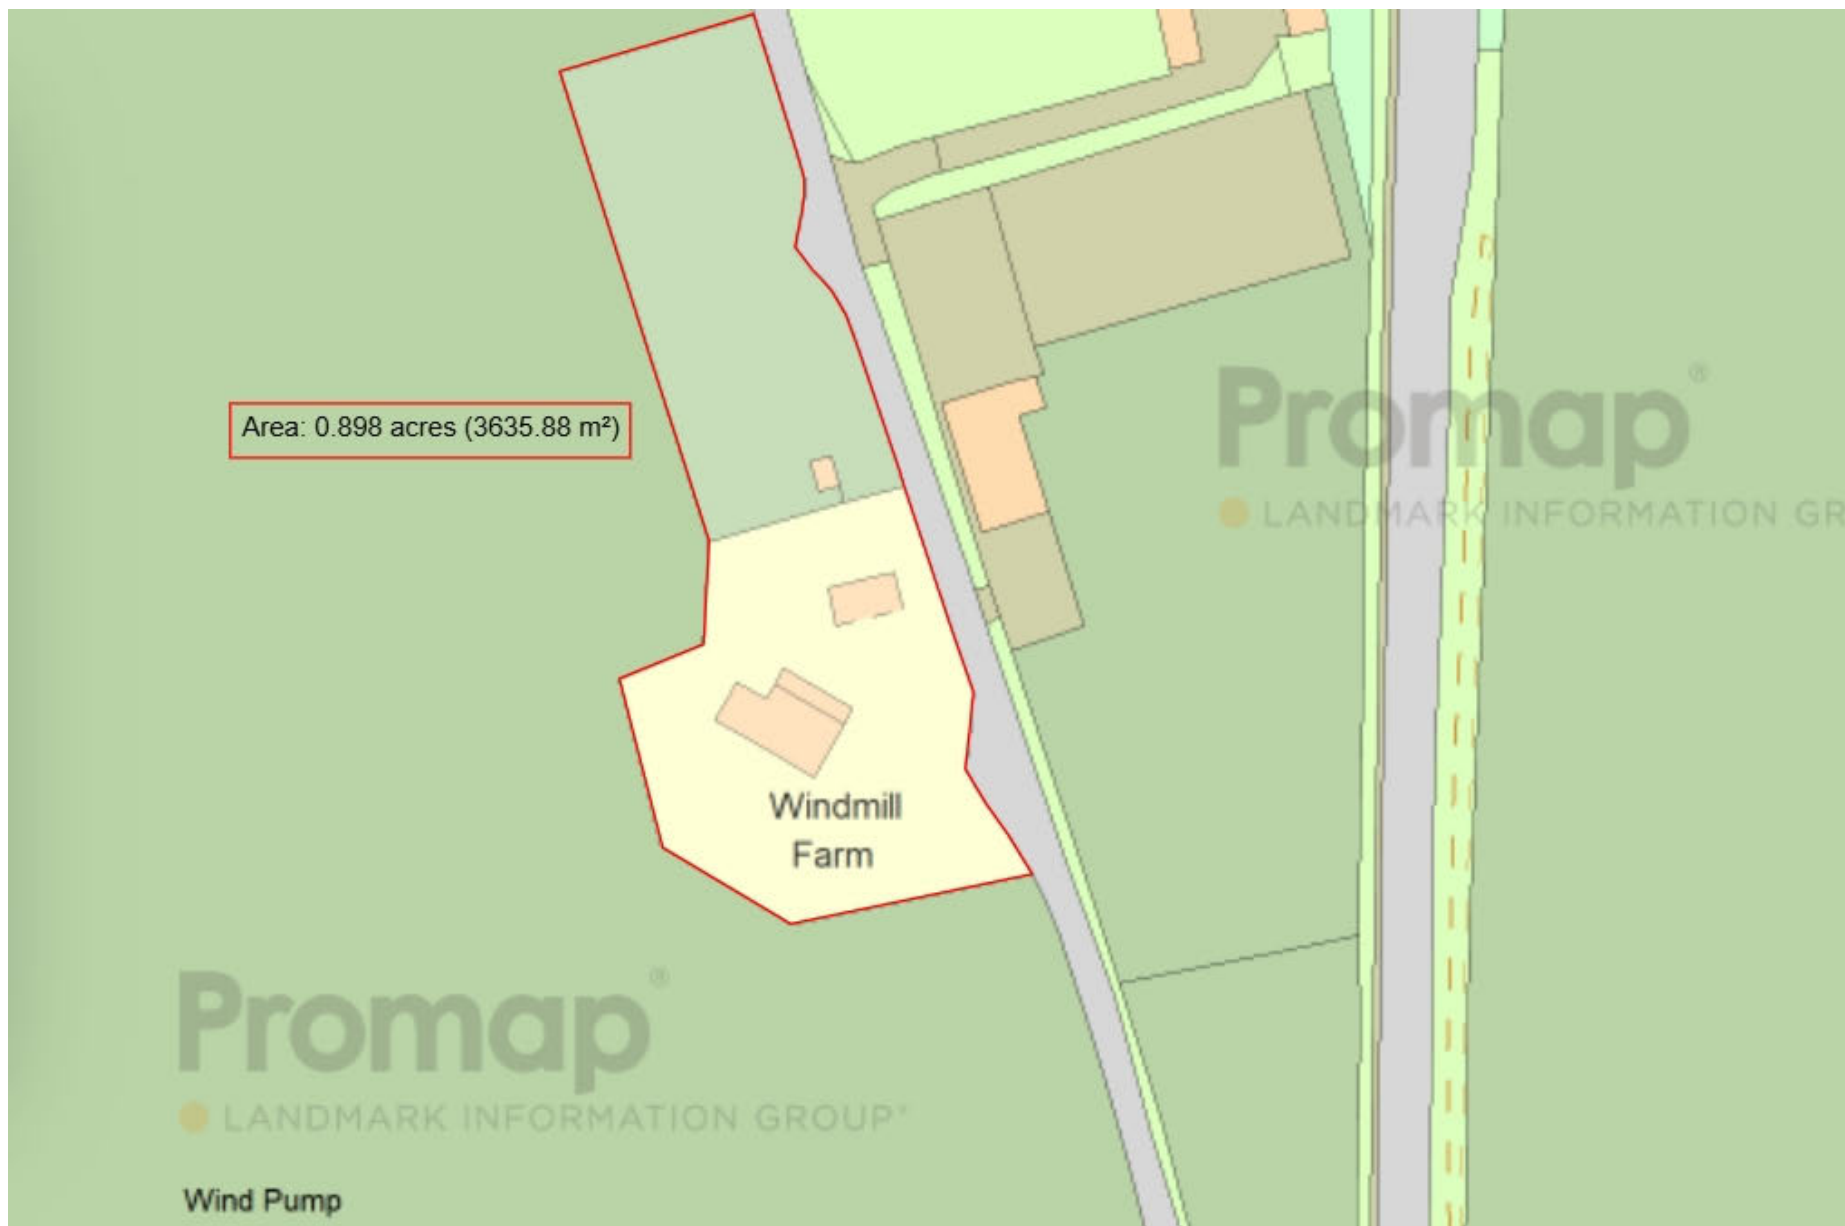 Area: 0.898 acres (3635.88 m²)
Promap®
LANDMARK INFORMATION GR
Windmill
Farm
Promap®
LANDMARK INFORMATION GROUP®
Wind Pump